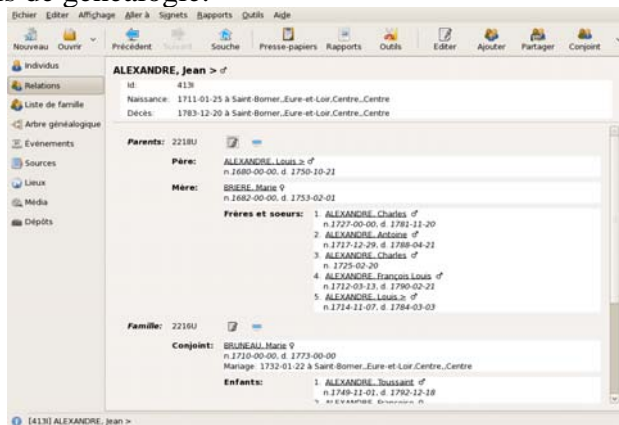 ns de généalogie.
Fichier Editer Affichage Aller à Signets Rapports Outils Aide
Nouveau Ouvrir Précédent Suivant Souche Presse-papiers Rapports Outils Editer Ajouter Partager Conjoint
Individus
Relations
Liste de famille
Arbre généalogique
Evénements
Sources
Lieux
Média
Dépôts
ALEXANDRE, Jean > ♂
Id: 413I
Naissance: 1711-01-25 à Saint-Bomer,,Eure-et-Loir,Centre,,Centre
Décès: 1783-12-20 à Saint-Bomer,,Eure-et-Loir,Centre,,Centre
Parents: 2218U
Père: ALEXANDRE, Louis > ♂
n.1680-00-00, d. 1750-10-21
Mère: BRIERE, Marie ♀
n.1682-00-00, d. 1753-02-01
Frères et soeurs: 1. ALEXANDRE, Charles ♂
n.1727-00-00, d. 1781-11-20
2. ALEXANDRE, Antoine ♂
n.1717-12-29, d. 1788-04-21
3. ALEXANDRE, Charles ♂
n. 1725-02-20
4. ALEXANDRE, François Louis ♂
n.1712-03-13, d. 1790-02-21
5. ALEXANDRE, Louis > ♂
n.1714-11-07, d. 1784-03-03
Famille: 2216U
Conjoint: BRUNEAU, Marie ♀
n.1710-00-00, d. 1773-00-00
Mariage: 1732-01-22 à Saint-Bomer,,Eure-et-Loir,Centre,,Centre
Enfants: 1. ALEXANDRE, Toussaint ♂
n.1749-11-01, d. 1792-12-18
2. ALEXANDRE, Françoise ♀
[413I] ALEXANDRE, Jean >